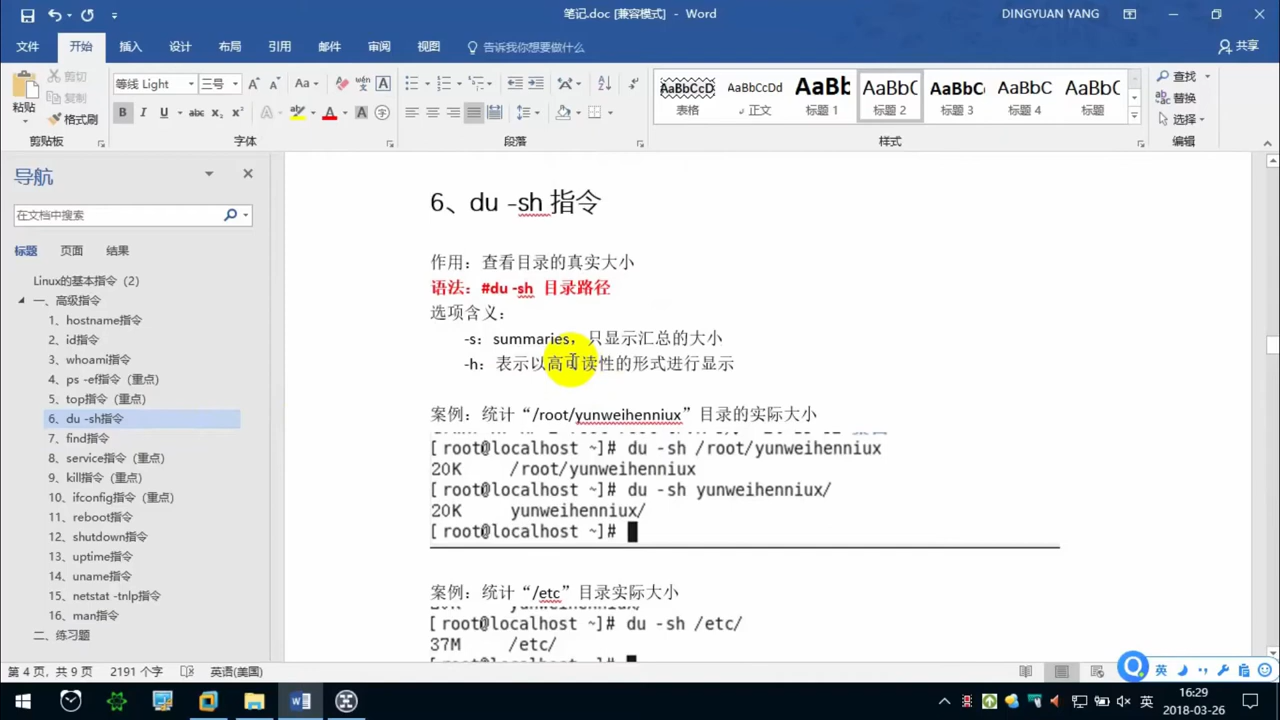 笔记.doc [兼容模式] - Word
DINGYUAN YANG
文件 开始 插入 设计 布局 引用 邮件 审阅 视图 告诉我你想要做什么 共享
粘贴
剪切
复制
格式刷
剪贴板
等线 Light 三号
字体
段落
AaBbCcD 表格
AaBbCcDd 正文
AaBb 标题 1
AaBbC 标题 2
AaBbC 标题 3
AaBbC 标题 4
AaBbC 标题
样式
查找
替换
选择
编辑
导航
在文档中搜索
标题 页面 结果
Linux的基本指令（2）
一、高级指令
1、hostname指令
2、id指令
3、whoami指令
4、ps -ef指令 (重点)
5、top指令 (重点)
6、du -sh指令
7、find指令
8、service指令 (重点)
9、kill指令 (重点)
10、ifconfig指令 (重点)
11、reboot指令
12、shutdown指令
13、uptime指令
14、uname指令
15、netstat -tnlp指令
16、man指令
二、练习题
6、du -sh 指令
作用：查看目录的真实大小
语法：#du -sh 目录路径
选项含义：
-s：summaries，只显示汇总的大小
-h：表示以高可读性的形式进行显示
案例：统计“/root/yunweihenniux”目录的实际大小
[root@localhost ~]# du -sh /root/yunweihenniux
20K /root/yunweihenniux
[root@localhost ~]# du -sh yunweihenniux/
20K yunweihenniux/
[root@localhost ~]#
案例：统计“/etc”目录实际大小
[root@localhost ~]# du -sh /etc/
37M /etc/
第 4 页，共 9 页 2191 个字 英语(美国)
英
英
16:29
2018-03-26